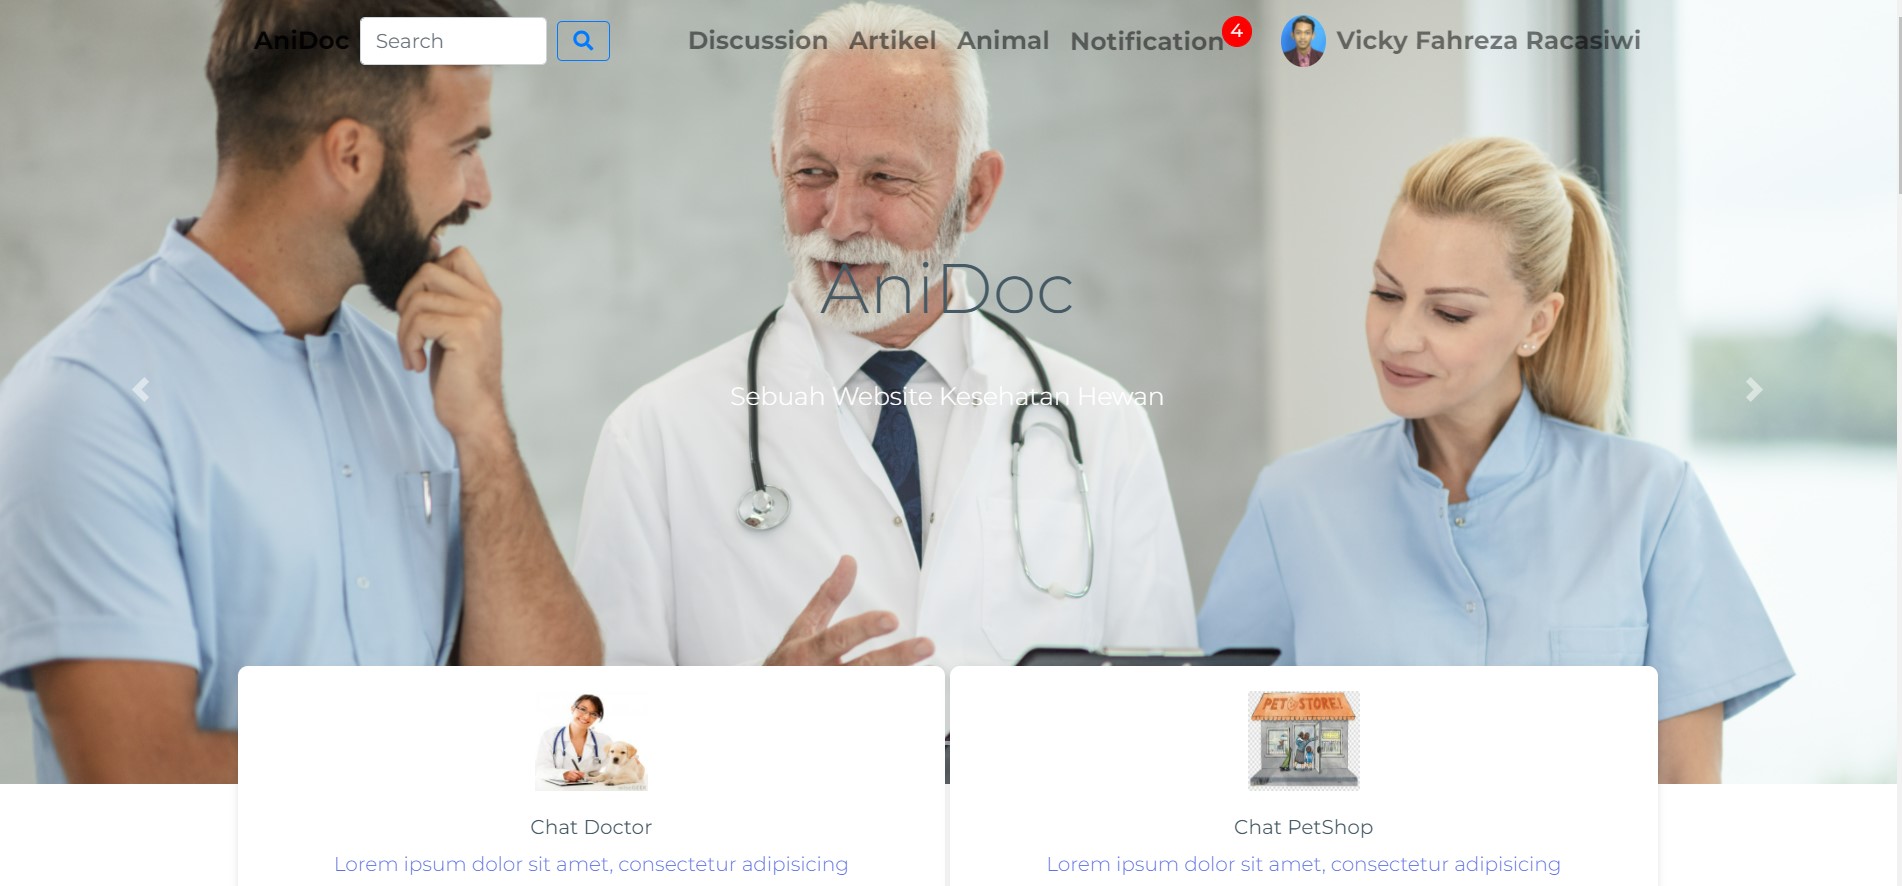 AniDoc
Search
Discussion
Artikel
Animal
Notification
4
Vicky Fahreza Racasiwi
AniDoc
Sebuah Website Kesehatan Hewan
PET STORE!
Chat Doctor
Lorem ipsum dolor sit amet, consectetur adipisicing
Chat PetShop
Lorem ipsum dolor sit amet, consectetur adipisicing